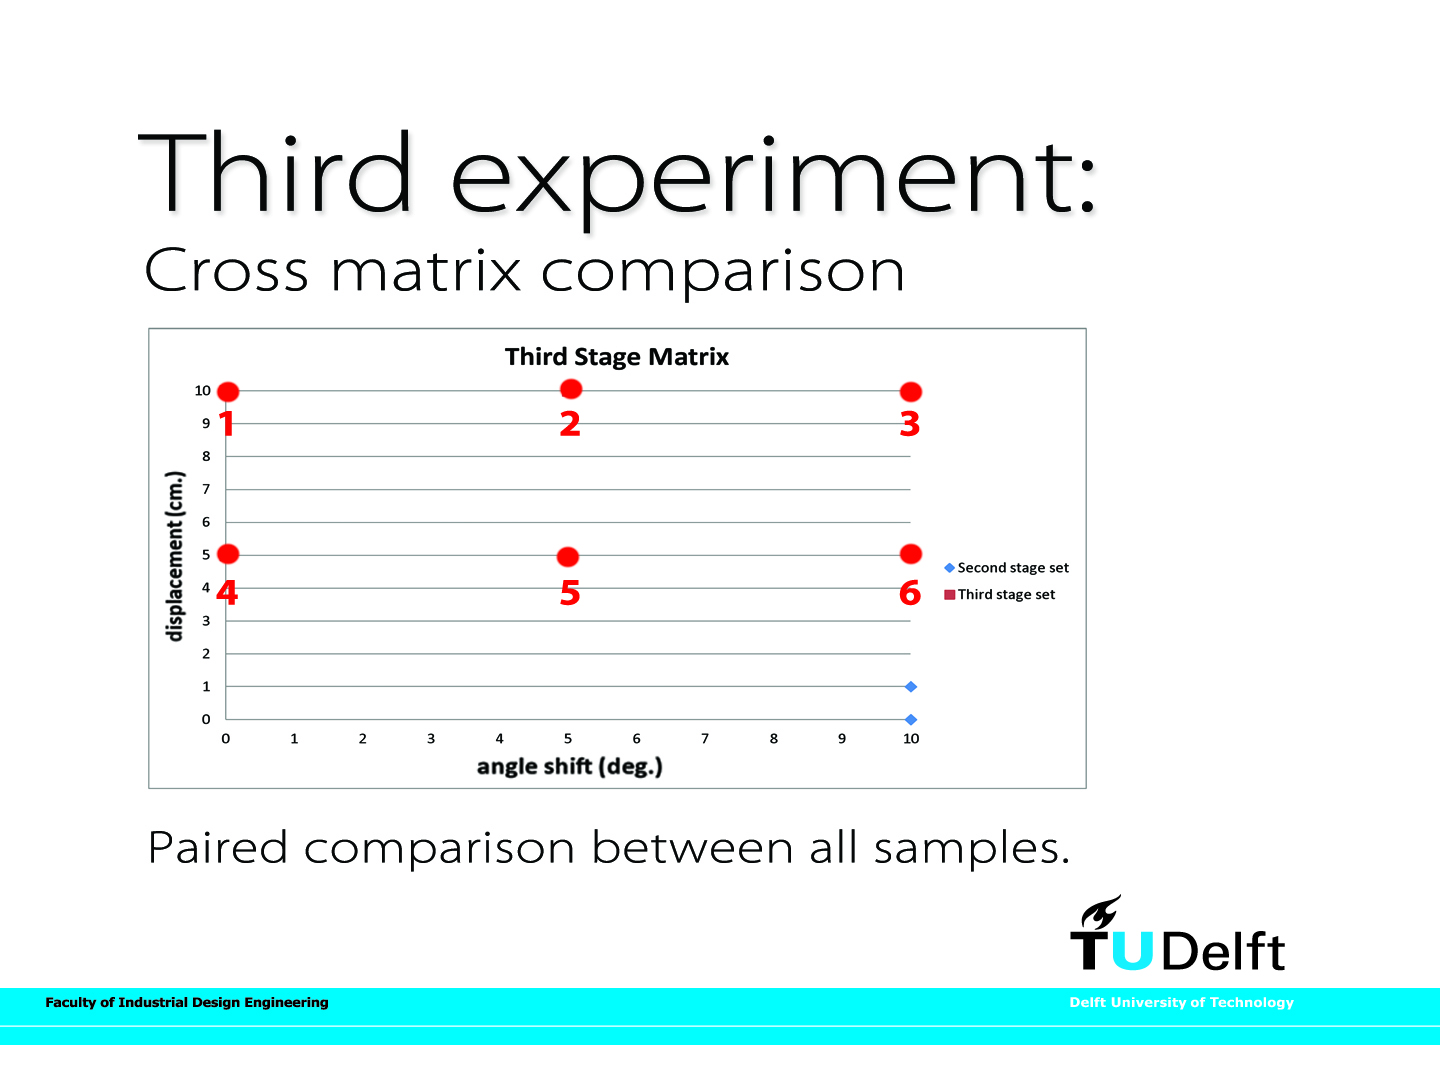 Third experiment:
Cross matrix comparison
Third Stage Matrix
10
9
8
7
6
5
4
3
2
1
0
displacement (cm.)
1
2
3
4
5
6
Second stage set
Third stage set
0 1 2 3 4 5 6 7 8 9 10
angle shift (deg.)
Paired comparison between all samples.
TUDelft
Faculty of Industrial Design Engineering
Delft University of Technology